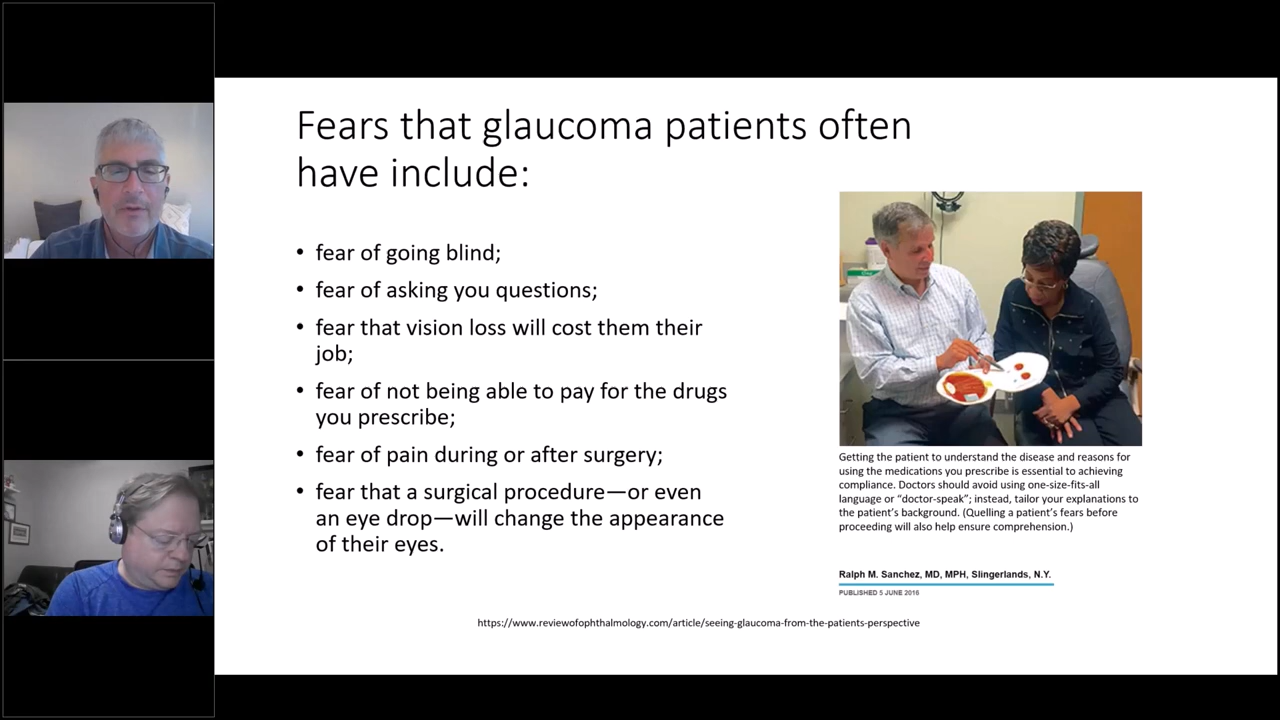 Fears that glaucoma patients often
have include:
• fear of going blind;
• fear of asking you questions;
• fear that vision loss will cost them their
job;
• fear of not being able to pay for the drugs
you prescribe;
• fear of pain during or after surgery;
• fear that a surgical procedure—or even
an eye drop—will change the appearance
of their eyes.
Getting the patient to understand the disease and reasons for
using the medications you prescribe is essential to achieving
compliance. Doctors should avoid using one-size-fits-all
language or “doctor-speak”; instead, tailor your explanations to
the patient’s background. (Quelling a patient’s fears before
proceeding will also help ensure comprehension.)
Ralph M. Sanchez, MD, MPH, Slingerlands, N.Y.
PUBLISHED 5 JUNE 2016
https://www.reviewofophthalmology.com/article/seeing-glaucoma-from-the-patients-perspective